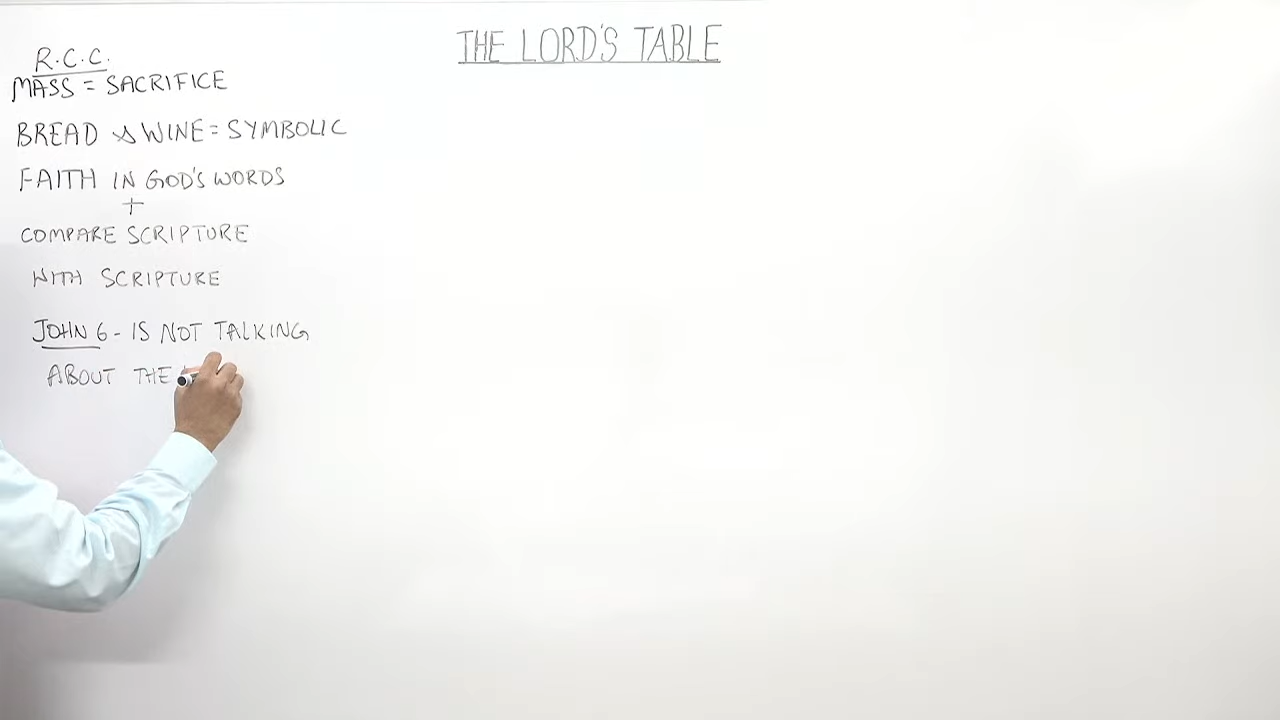 THE LORD'S TABLE
R.C.C.
MASS = SACRIFICE
BREAD & WINE = SYMBOLIC
FAITH IN GOD'S WORDS
+
COMPARE SCRIPTURE
WITH SCRIPTURE
JOHN 6 - IS NOT TALKING
ABOUT THE